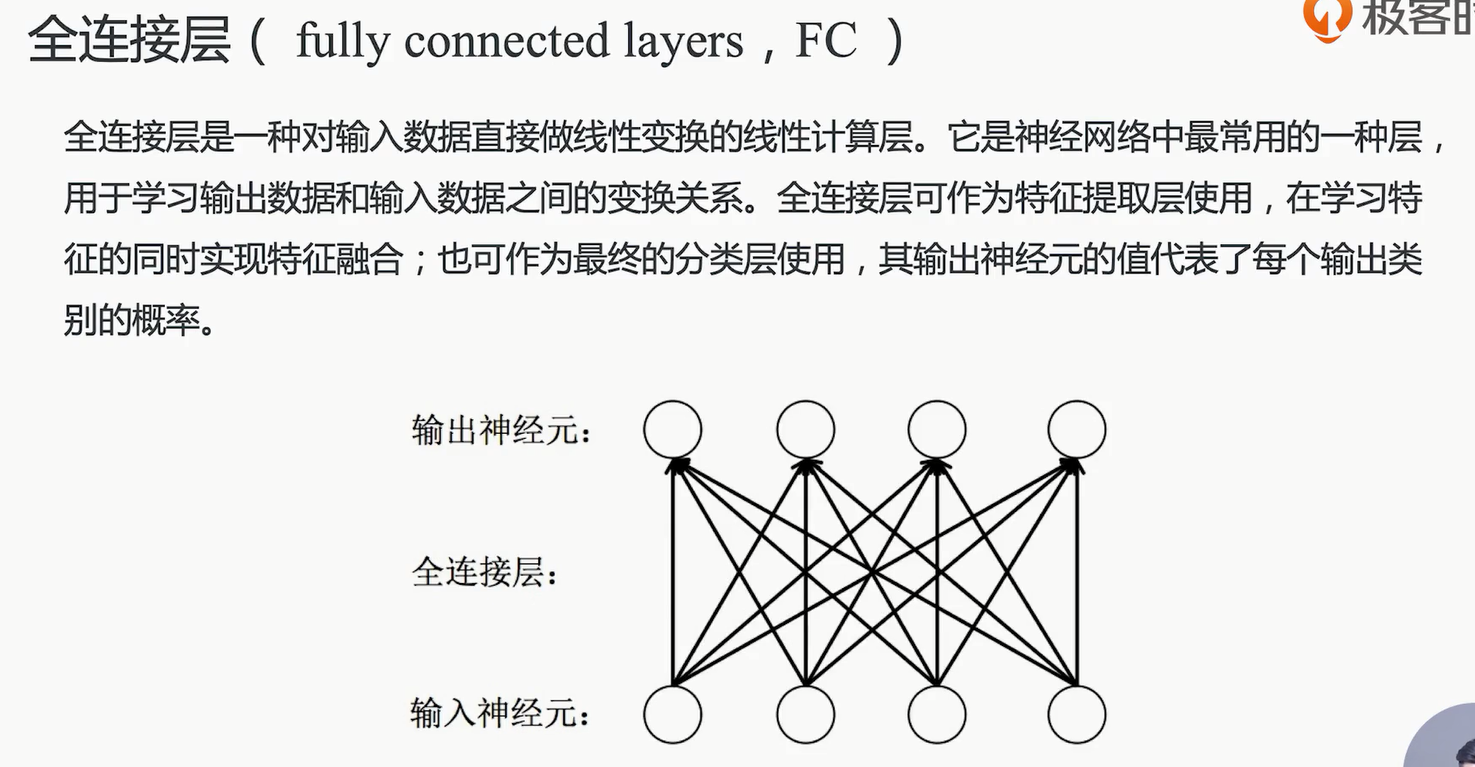 全连接层( fully connected layers，FC )
极客时
全连接层是一种对输入数据直接做线性变换的线性计算层。它是神经网络中最常用的一种层，
用于学习输出数据和输入数据之间的变换关系。全连接层可作为特征提取层使用，在学习特
征的同时实现特征融合；也可作为最终的分类层使用，其输出神经元的值代表了每个输出类
别的概率。
输出神经元：
全连接层：
输入神经元：